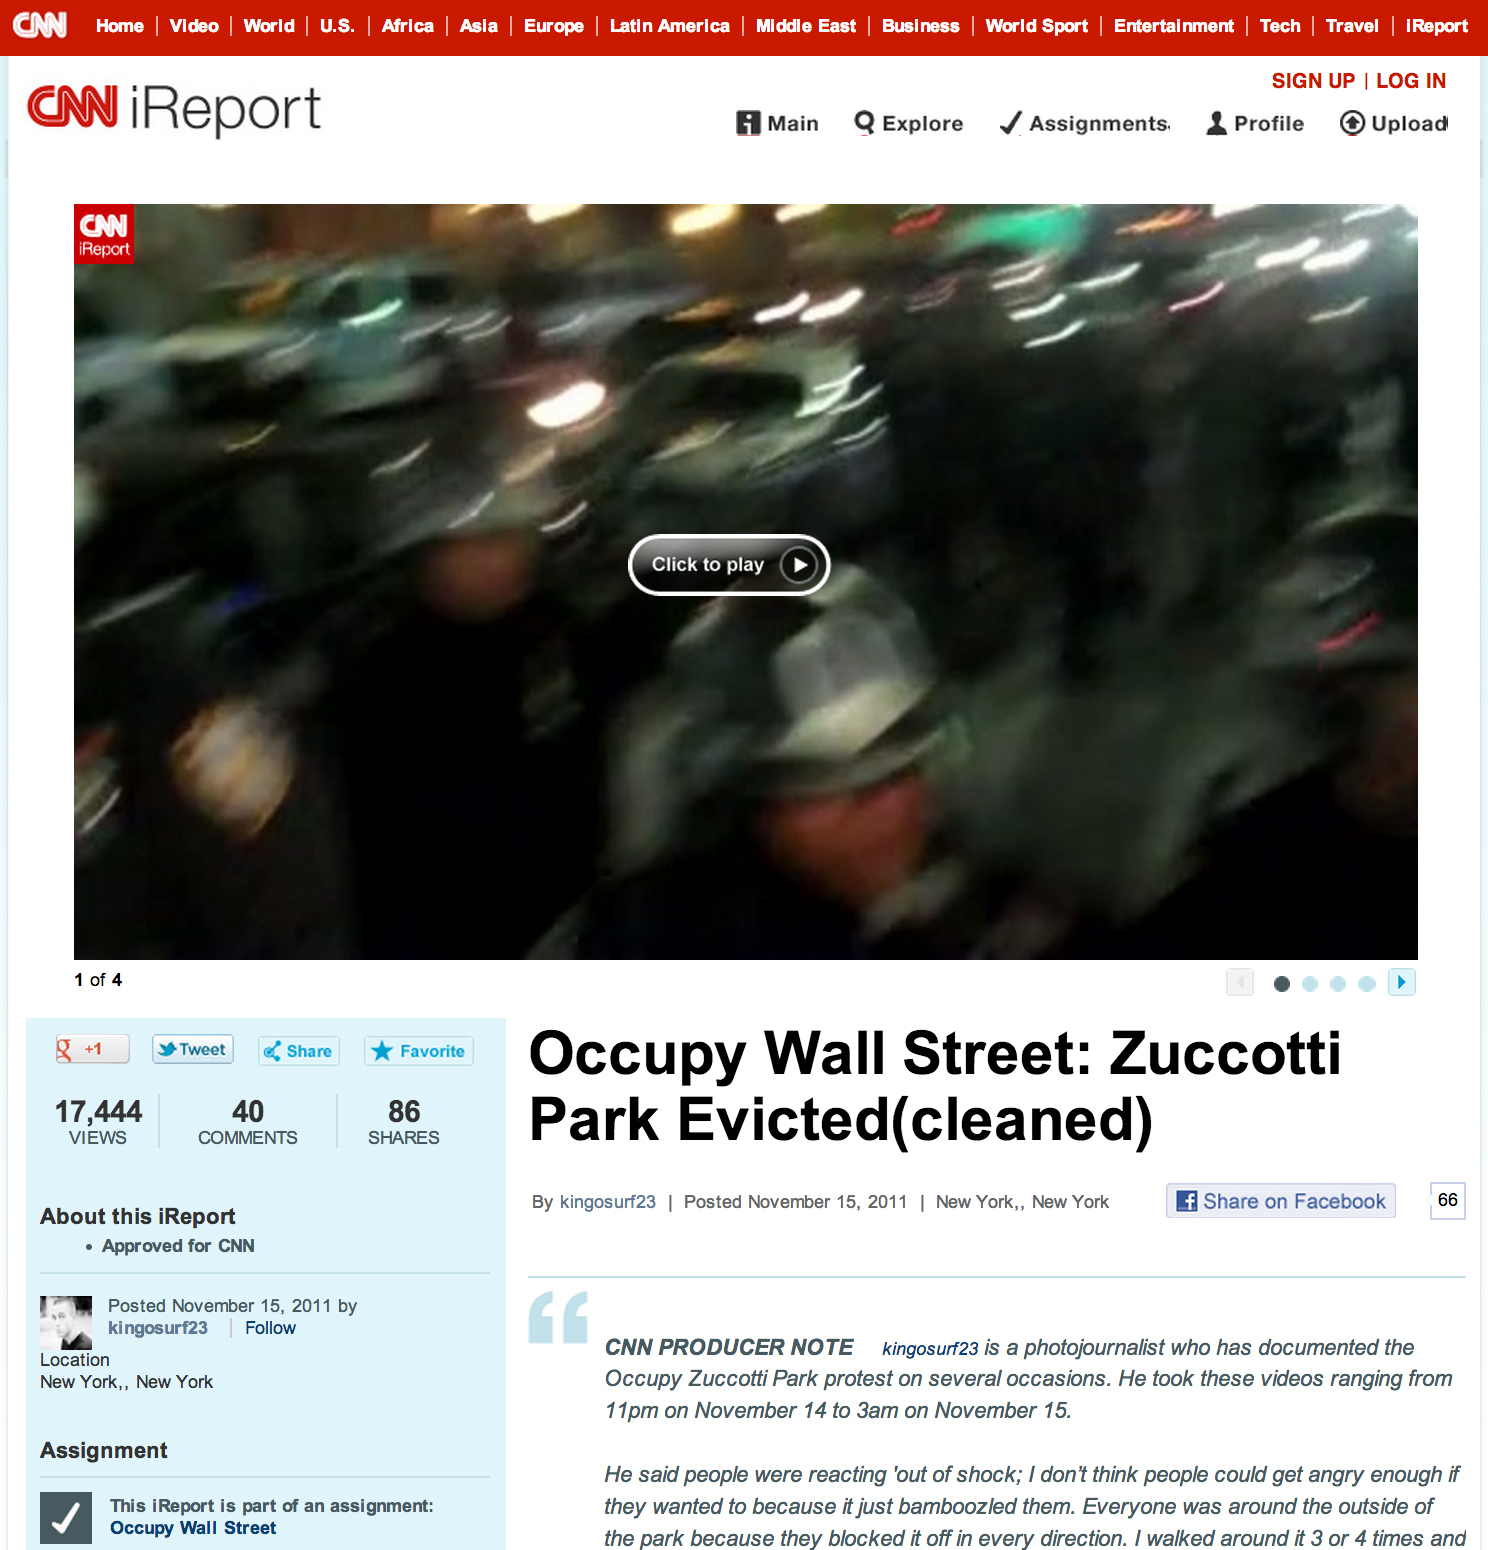 CNN Home Video World U.S. Africa Asia Europe Latin America Middle East Business World Sport Entertainment Tech Travel iReport
SIGN UP | LOG IN
CNN iReport
Main Explore Assignments Profile Upload
CNN
iReport
Click to play
1 of 4
g +1 Tweet Share Favorite
17,444 40 86
VIEWS COMMENTS SHARES
About this iReport
• Approved for CNN
Posted November 15, 2011 by
kingosurf23 | Follow
Location
New York,, New York
Assignment
This iReport is part of an assignment:
Occupy Wall Street
Occupy Wall Street: Zuccotti
Park Evicted(cleaned)
By kingosurf23 | Posted November 15, 2011 | New York,, New York
Share on Facebook 66
“
CNN PRODUCER NOTE kingosurf23 is a photojournalist who has documented the
Occupy Zuccotti Park protest on several occasions. He took these videos ranging from
11pm on November 14 to 3am on November 15.
He said people were reacting 'out of shock; I don't think people could get angry enough if
they wanted to because it just bamboozled them. Everyone was around the outside of
the park because they blocked it off in every direction. I walked around it 3 or 4 times and